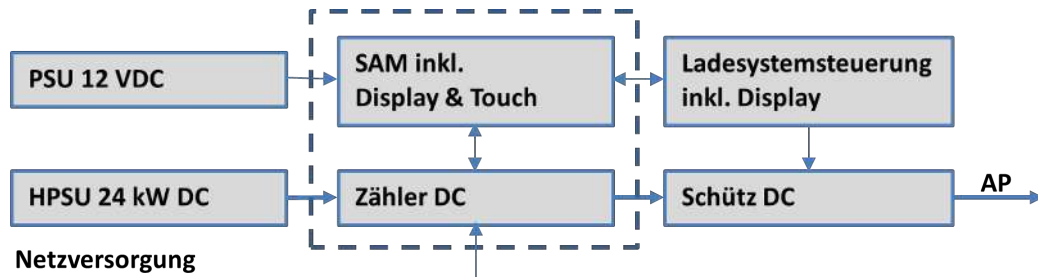 PSU 12 VDC
SAM inkl.
Display & Touch
Ladesystemsteuerung
inkl. Display
HPSU 24 kW DC
Zähler DC
Schütz DC
AP
Netzversorgung